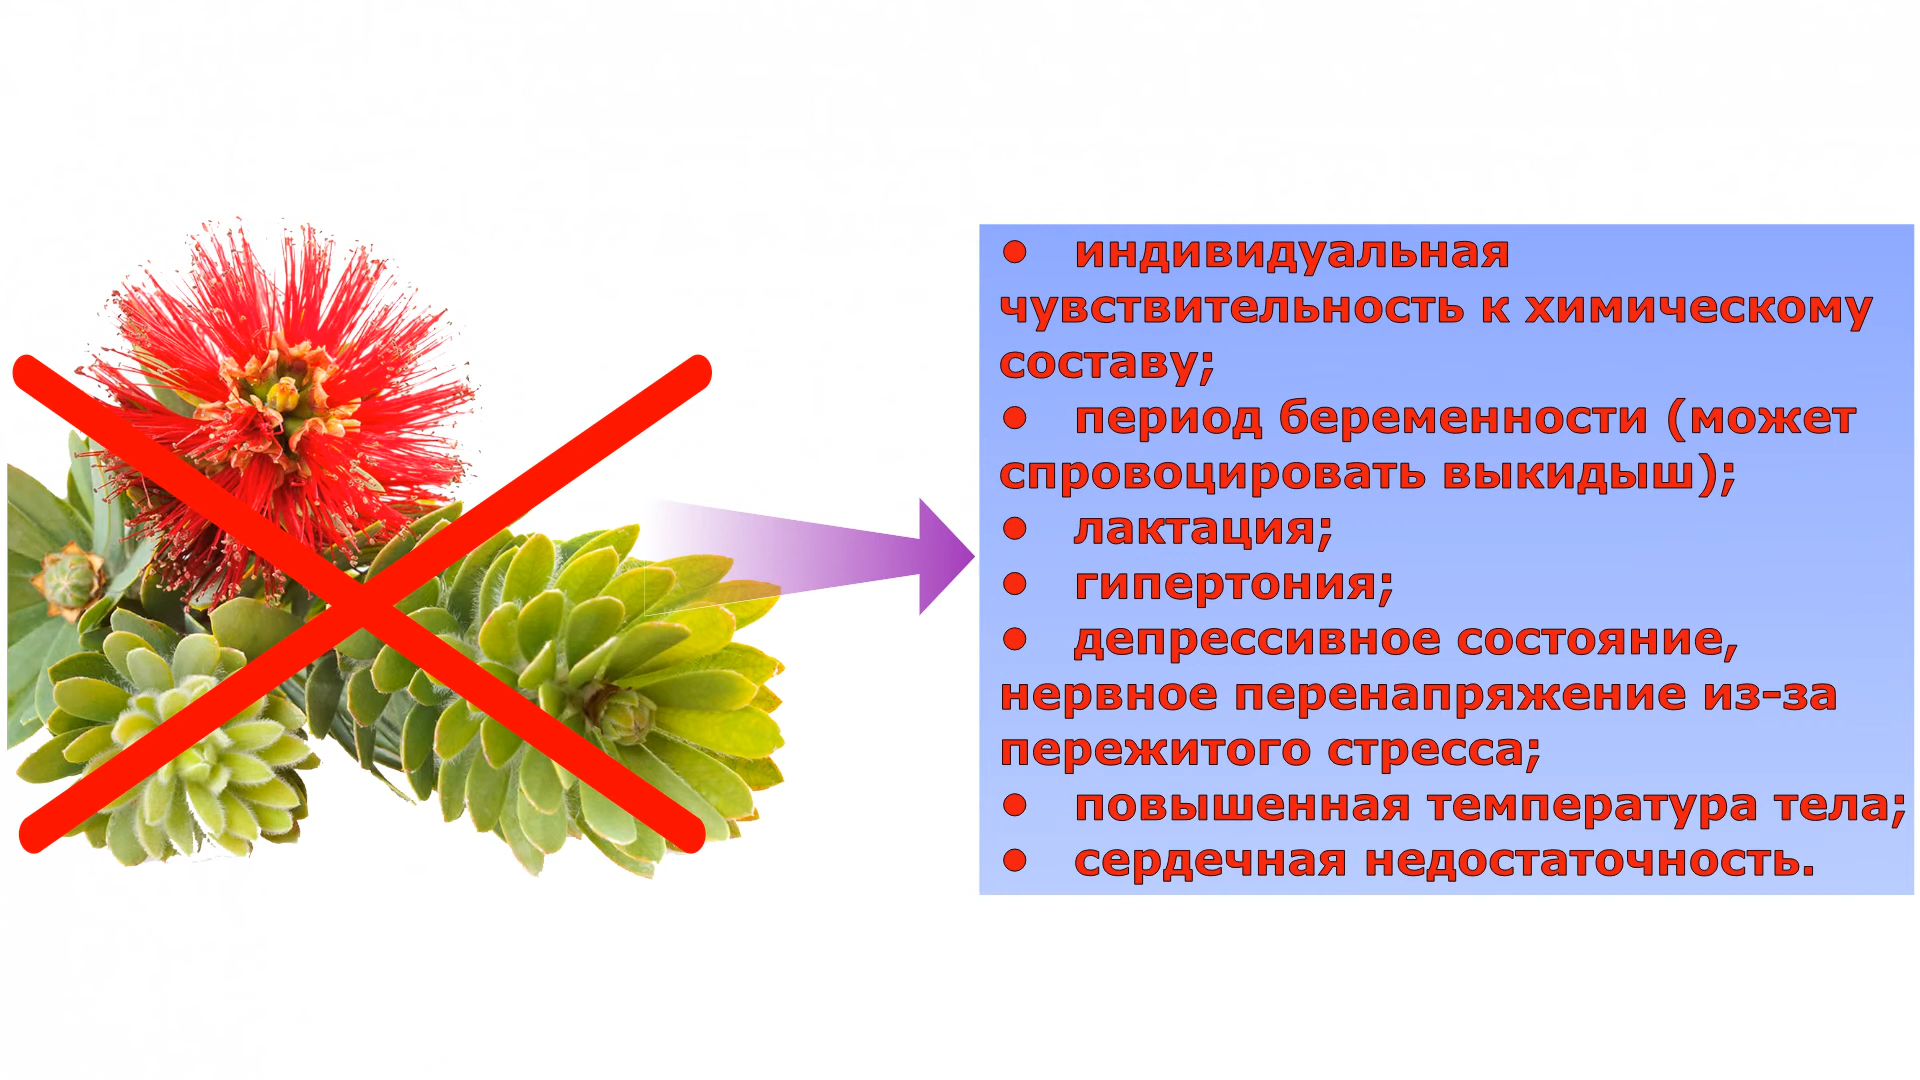 • индивидуальная
чувствительность к химическому
составу;
• период беременности (может
спровоцировать выкидыш);
• лактация;
• гипертония;
• депрессивное состояние,
нервное перенапряжение из-за
пережитого стресса;
• повышенная температура тела;
• сердечная недостаточность.